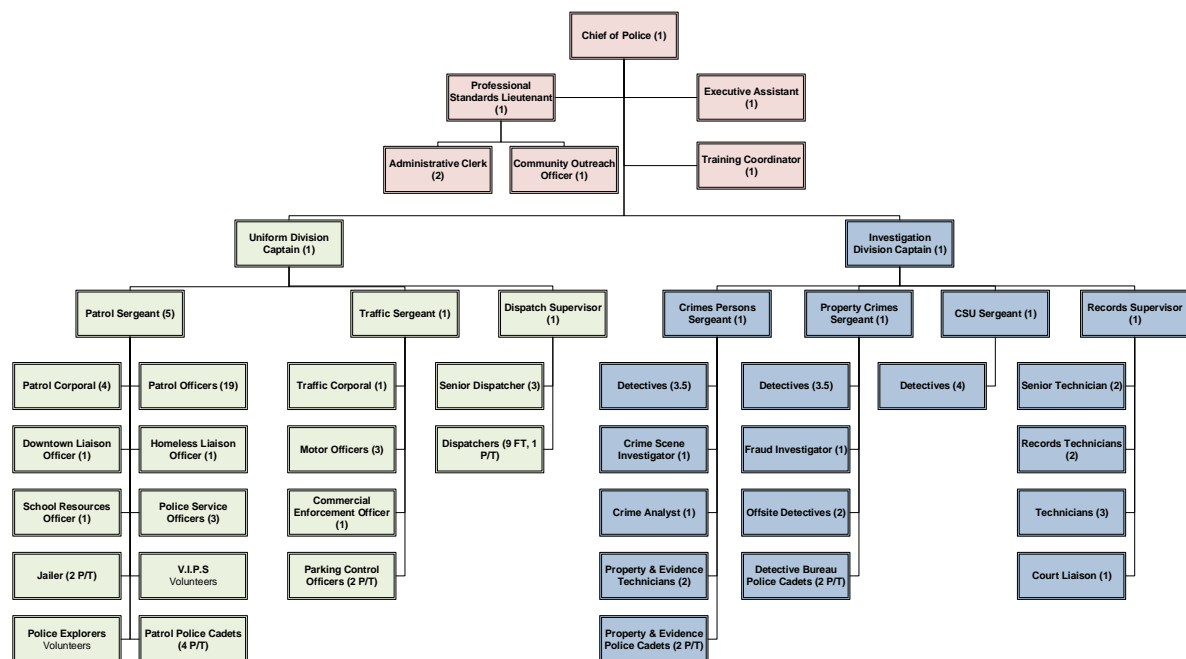 Chief of Police (1)
Professional
Standards Lieutenant
(1)
Executive Assistant
(1)
Administrative Clerk
(2)
Community Outreach
Officer (1)
Training Coordinator
(1)
Uniform Division
Captain (1)
Investigation
Division Captain (1)
Patrol Sergeant (5)
Traffic Sergeant (1)
Dispatch Supervisor
(1)
Crimes Persons
Sergeant (1)
Property Crimes
Sergeant (1)
CSU Sergeant (1)
Records Supervisor
(1)
Patrol Corporal (4)
Patrol Officers (19)
Traffic Corporal (1)
Senior Dispatcher (3)
Detectives (3.5)
Detectives (3.5)
Detectives (4)
Senior Technician (2)
Downtown Liaison
Officer (1)
Homeless Liaison
Officer (1)
Motor Officers (3)
Dispatchers (9 FT, 1
P/T)
Crime Scene
Investigator (1)
Fraud Investigator (1)
Records Technicians
(2)
School Resources
Officer (1)
Police Service
Officers (3)
Commercial
Enforcement Officer
(1)
Crime Analyst (1)
Offsite Detectives (2)
Technicians (3)
Jailer (2 P/T)
V.I.P.S
Volunteers
Parking Control
Officers (2 P/T)
Property & Evidence
Technicians (2)
Detective Bureau
Police Cadets (2 P/T)
Court Liaison (1)
Police Explorers
Volunteers
Patrol Police Cadets
(4 P/T)
Property & Evidence
Police Cadets (2 P/T)